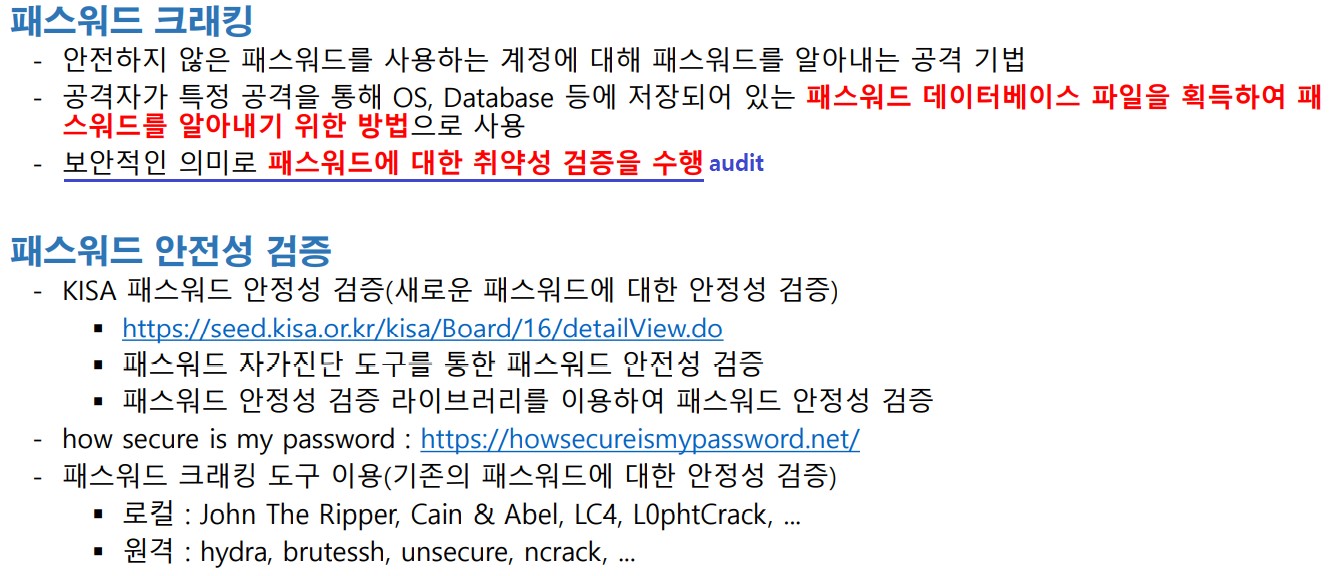 패스워드 크래킹
- 안전하지 않은 패스워드를 사용하는 계정에 대해 패스워드를 알아내는 공격 기법
- 공격자가 특정 공격을 통해 OS, Database 등에 저장되어 있는 패스워드 데이터베이스 파일을 획득하여 패
스워드를 알아내기 위한 방법으로 사용
- 보안적인 의미로 패스워드에 대한 취약성 검증을 수행 audit
패스워드 안전성 검증
- KISA 패스워드 안정성 검증(새로운 패스워드에 대한 안정성 검증)
▪ https://seed.kisa.or.kr/kisa/Board/16/detailView.do
▪ 패스워드 자가진단 도구를 통한 패스워드 안전성 검증
▪ 패스워드 안정성 검증 라이브러리를 이용하여 패스워드 안정성 검증
- how secure is my password : https://howsecureismypassword.net/
- 패스워드 크래킹 도구 이용(기존의 패스워드에 대한 안정성 검증)
▪ 로컬 : John The Ripper, Cain & Abel, LC4, L0phtCrack, ...
▪ 원격 : hydra, brutessh, unsecure, ncrack, ...